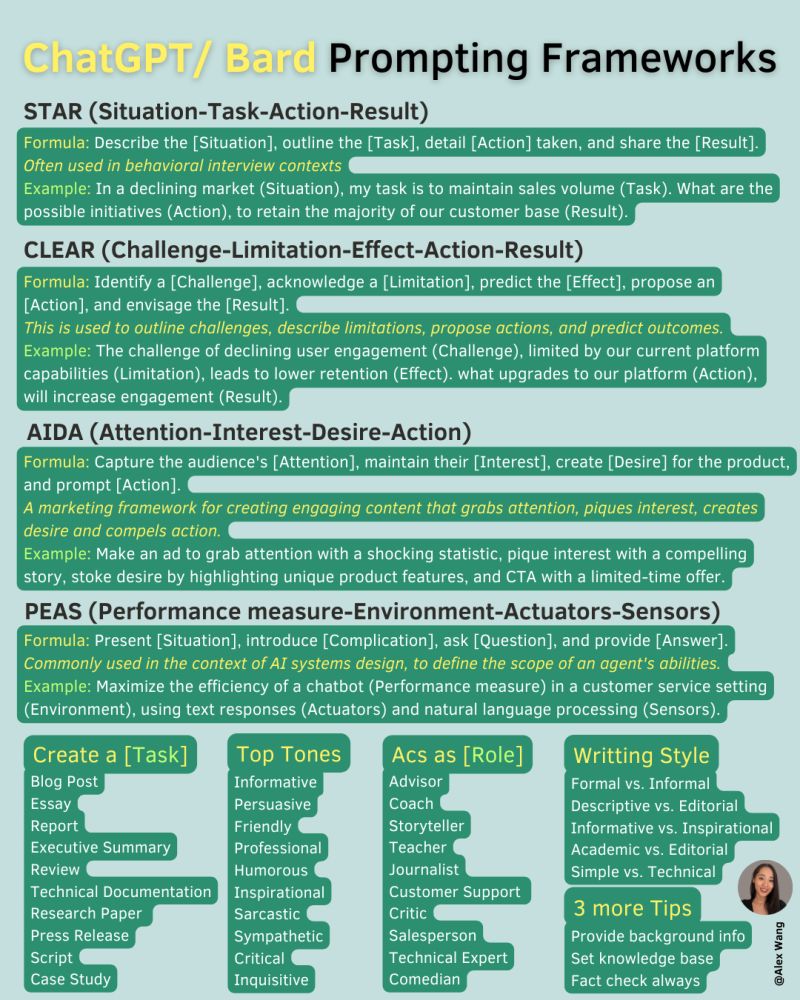 ChatGPT/ Bard Prompting Frameworks
STAR (Situation-Task-Action-Result)
Formula: Describe the [Situation], outline the [Task], detail [Action] taken, and share the [Result].
Often used in behavioral interview contexts
Example: In a declining market (Situation), my task is to maintain sales volume (Task). What are the
possible initiatives (Action), to retain the majority of our customer base (Result).
CLEAR (Challenge-Limitation-Effect-Action-Result)
Formula: Identify a [Challenge], acknowledge a [Limitation], predict the [Effect], propose an
[Action], and envisage the [Result].
This is used to outline challenges, describe limitations, propose actions, and predict outcomes.
Example: The challenge of declining user engagement (Challenge), limited by our current platform
capabilities (Limitation), leads to lower retention (Effect). what upgrades to our platform (Action),
will increase engagement (Result).
AIDA (Attention-Interest-Desire-Action)
Formula: Capture the audience's [Attention], maintain their [Interest], create [Desire] for the product,
and prompt [Action].
A marketing framework for creating engaging content that grabs attention, piques interest, creates
desire and compels action.
Example: Make an ad to grab attention with a shocking statistic, pique interest with a compelling
story, stoke desire by highlighting unique product features, and CTA with a limited-time offer.
PEAS (Performance measure-Environment-Actuators-Sensors)
Formula: Present [Situation], introduce [Complication], ask [Question], and provide [Answer].
Commonly used in the context of AI systems design, to define the scope of an agent's abilities.
Example: Maximize the efficiency of a chatbot (Performance measure) in a customer service setting
(Environment), using text responses (Actuators) and natural language processing (Sensors).
Create a [Task]
Blog Post
Essay
Report
Executive Summary
Review
Technical Documentation
Research Paper
Press Release
Script
Case Study
Top Tones
Informative
Persuasive
Friendly
Professional
Humorous
Inspirational
Sarcastic
Sympathetic
Critical
Inquisitive
Acs as [Role]
Advisor
Coach
Storyteller
Teacher
Journalist
Customer Support
Critic
Salesperson
Technical Expert
Comedian
Writting Style
Formal vs. Informal
Descriptive vs. Editorial
Informative vs. Inspirational
Academic vs. Editorial
Simple vs. Technical
3 more Tips
Provide background info
Set knowledge base
Fact check always
@Alex Wang